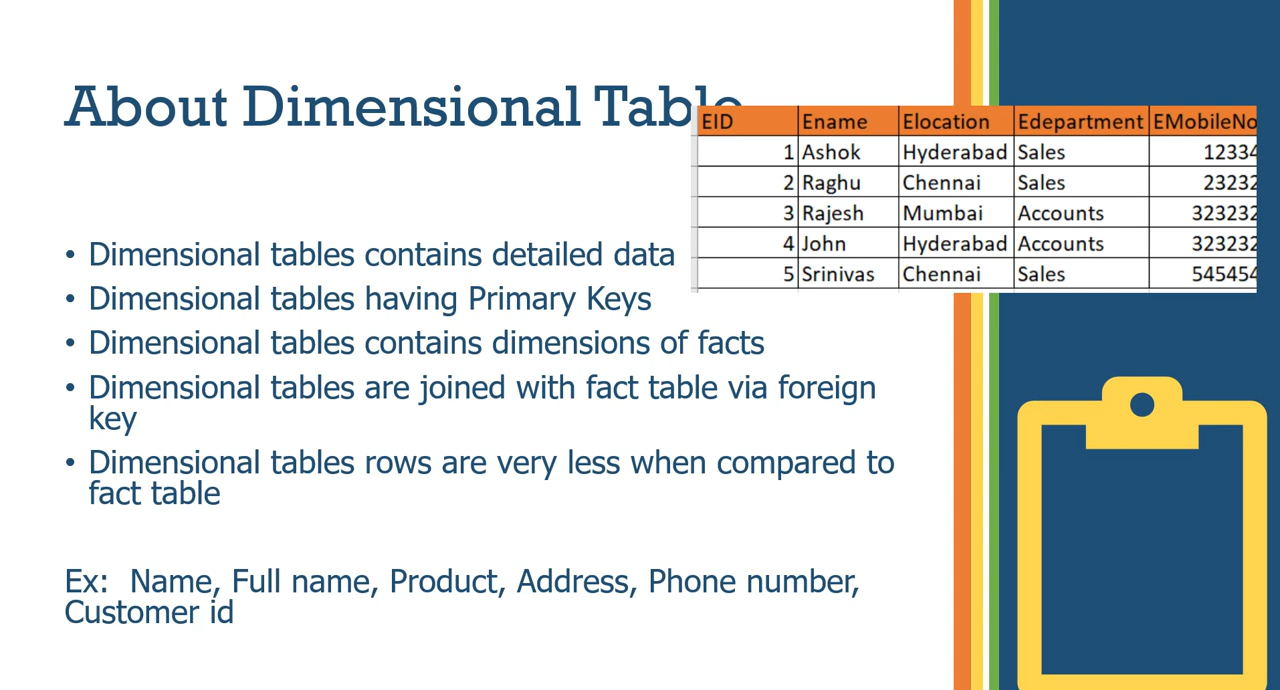 About Dimensional Table
EID Ename Elocation Edepartment EMobileNo
1 Ashok Hyderabad Sales 12334
2 Raghu Chennai Sales 23232
3 Rajesh Mumbai Accounts 323232
4 John Hyderabad Accounts 323232
5 Srinivas Chennai Sales 545454
• Dimensional tables contains detailed data
• Dimensional tables having Primary Keys
• Dimensional tables contains dimensions of facts
• Dimensional tables are joined with fact table via foreign
key
• Dimensional tables rows are very less when compared to
fact table
Ex: Name, Full name, Product, Address, Phone number,
Customer id